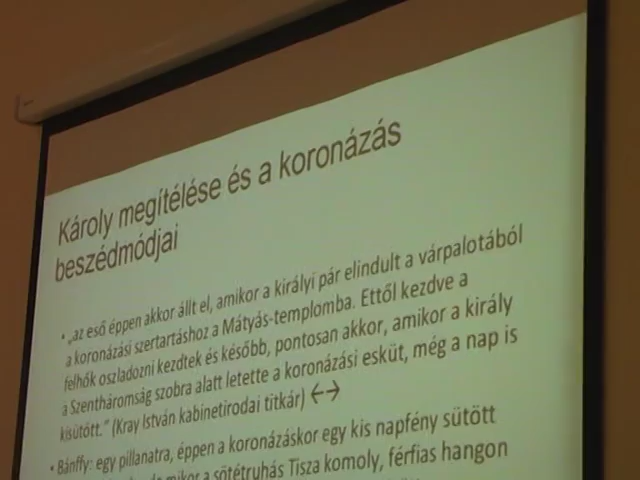 Károly megítélése és a koronázás
beszédmódjai
• „az eső éppen akkor állt el, amikor a királyi pár elindult a várpalotából
a koronázási szertartáshoz a Mátyás-templomba. Ettől kezdve a
felhők oszladozni kezdtek és később, pontosan akkor, amikor a király
a Szentháromság szobra alatt letette a koronázási esküt, még a nap is
kisütött.” (Kray István kabinetirodai titkár) ←→
• Bánffy: egy pillanatra, éppen a koronázáskor egy kis napfény sütött
mikor a sötétruhás Tisza komoly, férfias hangon